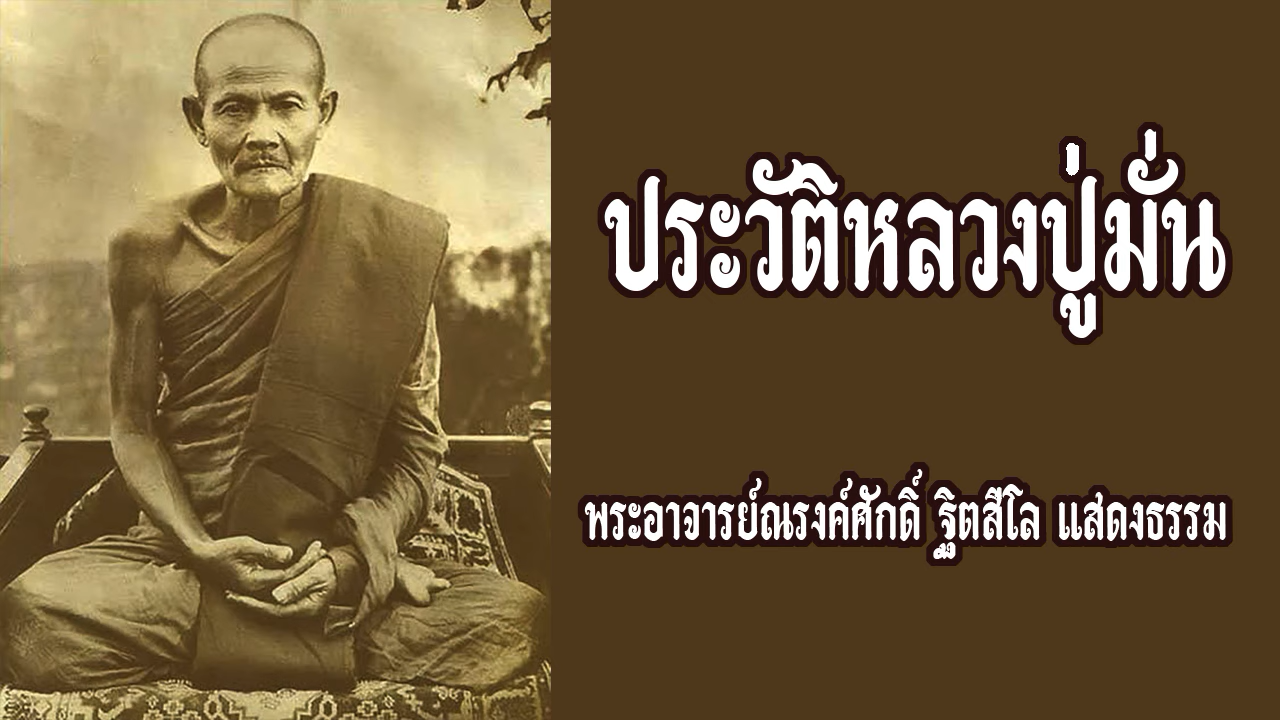 ประวัติหลวงปู่มั่น
พระอาจารย์ณรงค์ศักดิ์ ฐิตสีโล แสดงธรรม